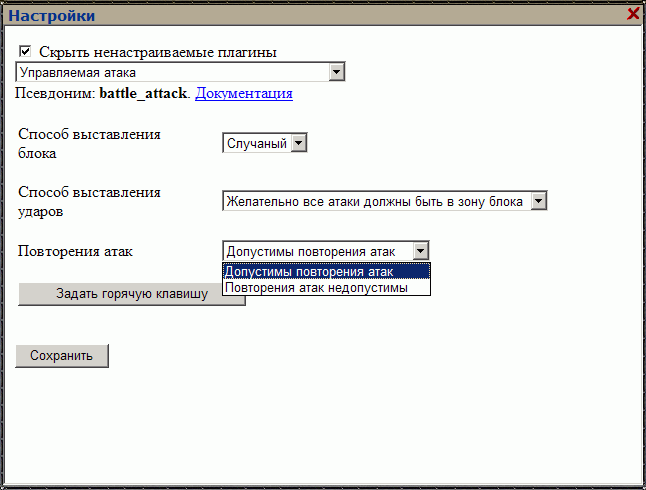 Настройки
Скрыть ненастраиваемые плагины
Управляемая атака
Псевдоним: battle_attack. Документация
Способ выставления
блока
Случаный
Способ выставления
ударов
Желательно все атаки должны быть в зону блока
Повторения атак
Допустимы повторения атак
Допустимы повторения атак
Повторения атак недопустимы
Задать горячую клавишу
Сохранить